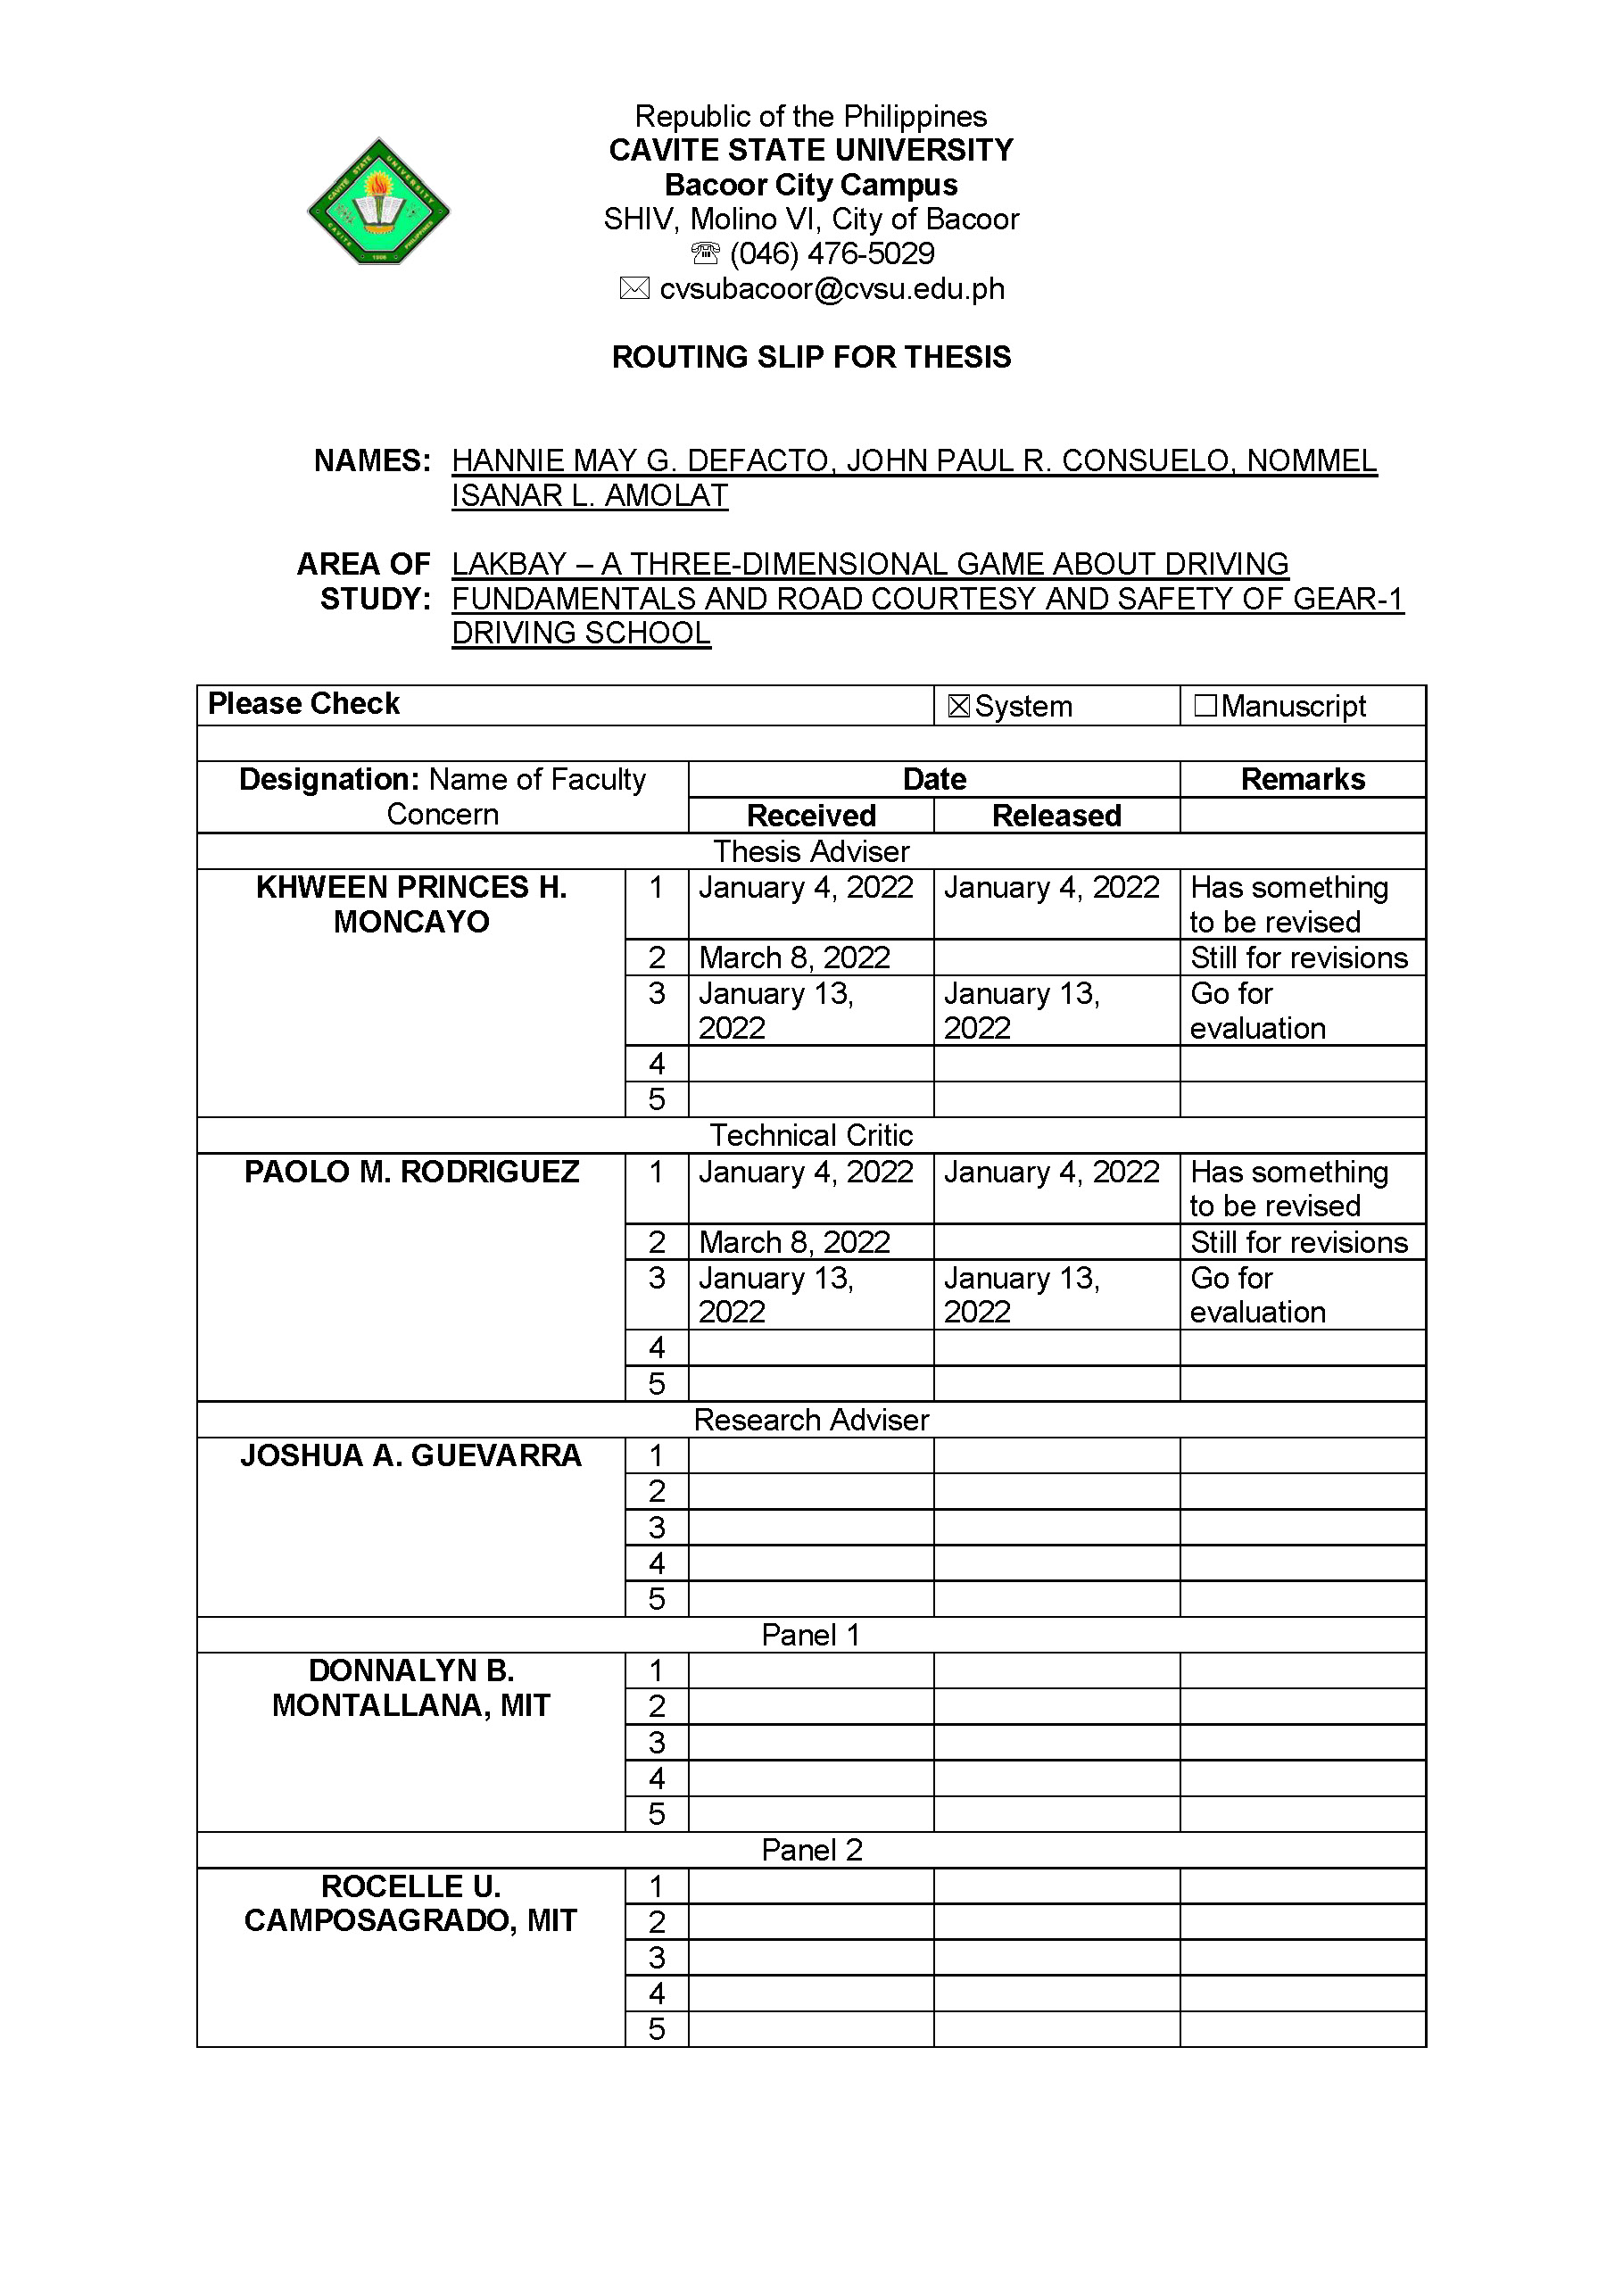 Republic of the Philippines
CAVITE STATE UNIVERSITY
Bacoor City Campus
SHIV, Molino VI, City of Bacoor
☏ (046) 476-5029
✉ cvsubacoor@cvsu.edu.ph
CAVITE STATE UNIVERSITY
CAVITE 1906 PHILIPPINES
ROUTING SLIP FOR THESIS
NAMES: HANNIE MAY G. DEFACTO, JOHN PAUL R. CONSUELO, NOMMEL
ISANAR L. AMOLAT
AREA OF LAKBAY – A THREE-DIMENSIONAL GAME ABOUT DRIVING
STUDY: FUNDAMENTALS AND ROAD COURTESY AND SAFETY OF GEAR-1
DRIVING SCHOOL
Please Check ☒System ☐Manuscript
Designation: Name of Faculty Date Remarks
Concern Received Released
Thesis Adviser
KHWEEN PRINCES H. 1 January 4, 2022 January 4, 2022 Has something
MONCAYO to be revised
2 March 8, 2022 Still for revisions
3 January 13, January 13, Go for
2022 2022 evaluation
4
5
Technical Critic
PAOLO M. RODRIGUEZ 1 January 4, 2022 January 4, 2022 Has something
to be revised
2 March 8, 2022 Still for revisions
3 January 13, January 13, Go for
2022 2022 evaluation
4
5
Research Adviser
JOSHUA A. GUEVARRA 1
2
3
4
5
Panel 1
DONNALYN B. 1
MONTALLANA, MIT 2
3
4
5
Panel 2
ROCELLE U. 1
CAMPOSAGRADO, MIT 2
3
4
5